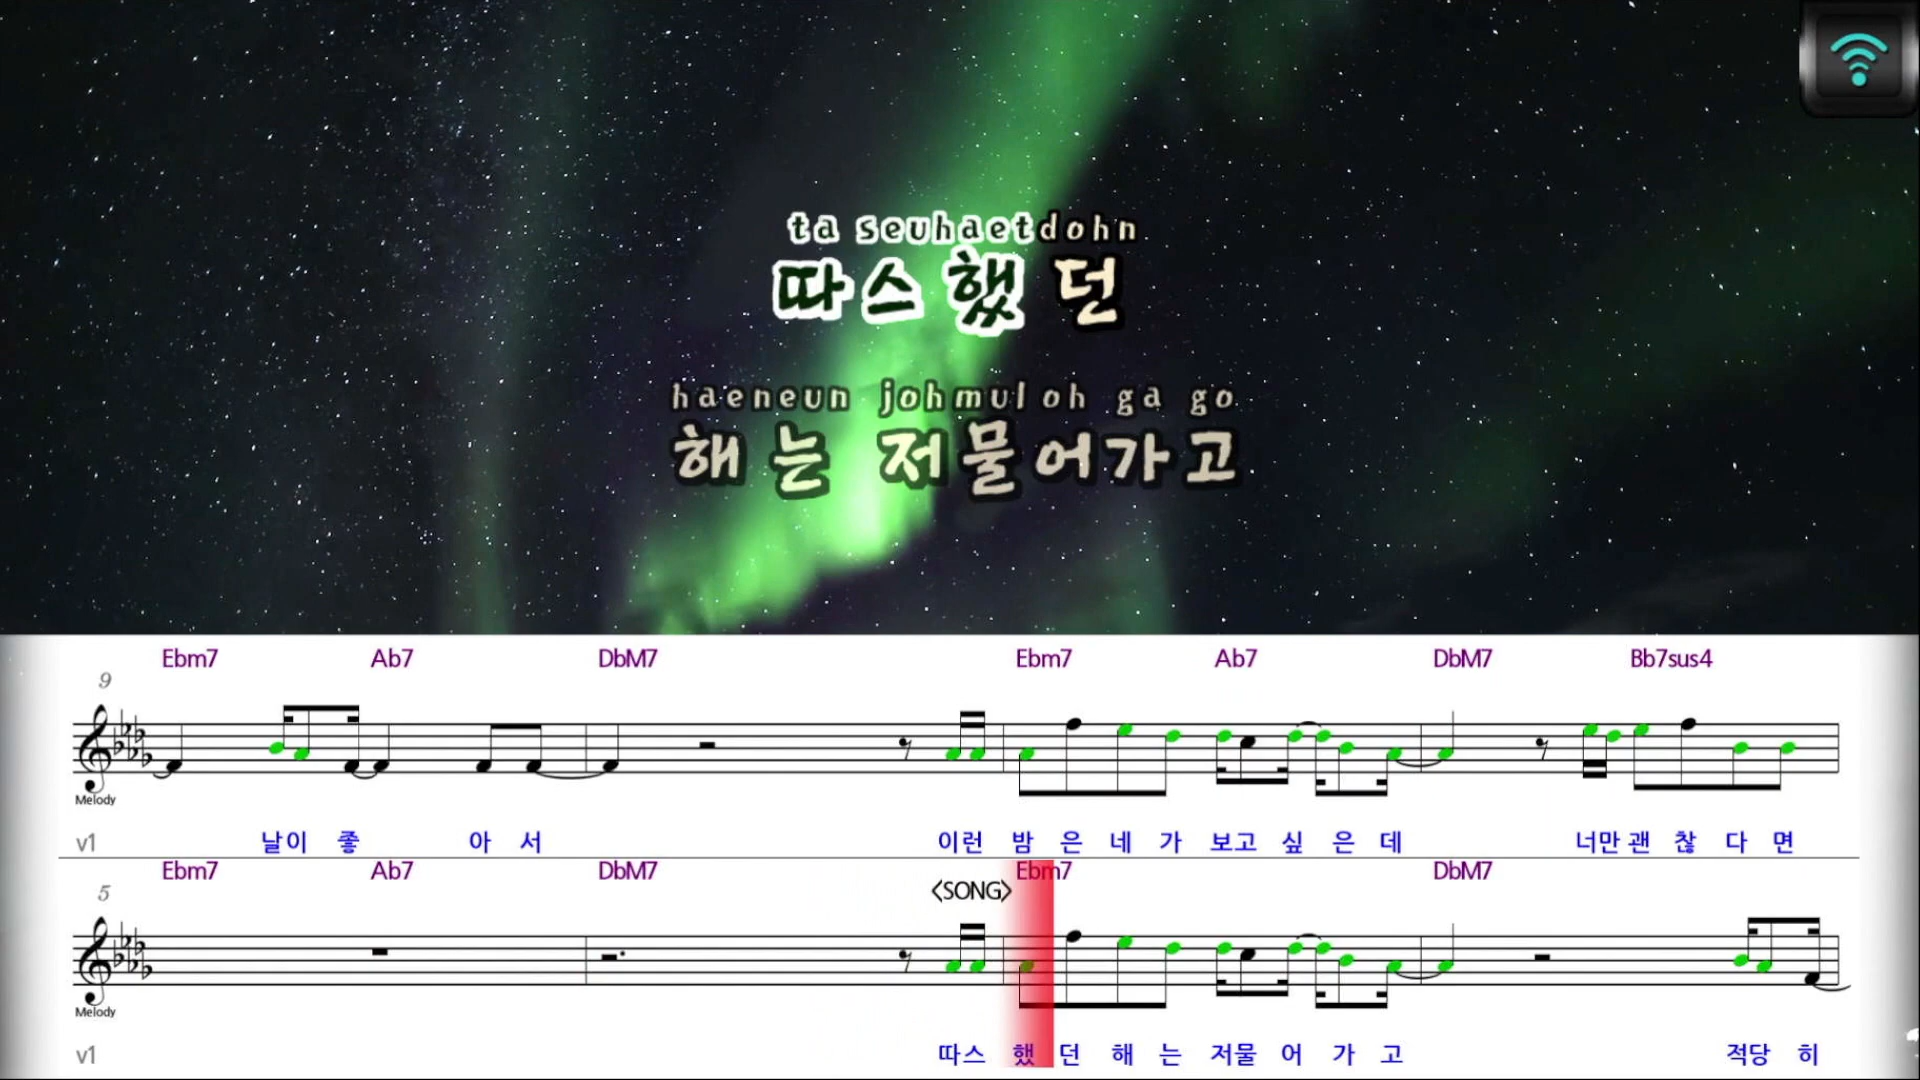 ta seuhaetdohn
따스했 던
haeneun johmuloh ga go
해 는 저물어가고
Ebm7 Ab7 DbM7 Ebm7 Ab7 DbM7 Bb7sus4
9
Melody
v1 날이 좋 아 서 이런 밤 은 네 가 보고 싶 은 데 너만 괜 찮 다 면
Ebm7 Ab7 DbM7 Ebm7 DbM7
<SONG>
5
Melody
v1 따스 했 던 해 는 저물 어 가 고 적당 히